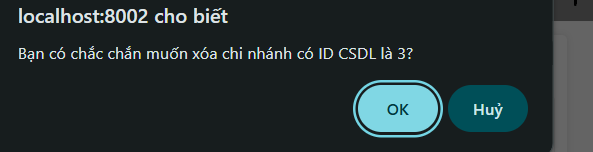 localhost:8002 cho biết
Bạn có chắc chắn muốn xóa chi nhánh có ID CSDL là 3?
OK
Huỷ